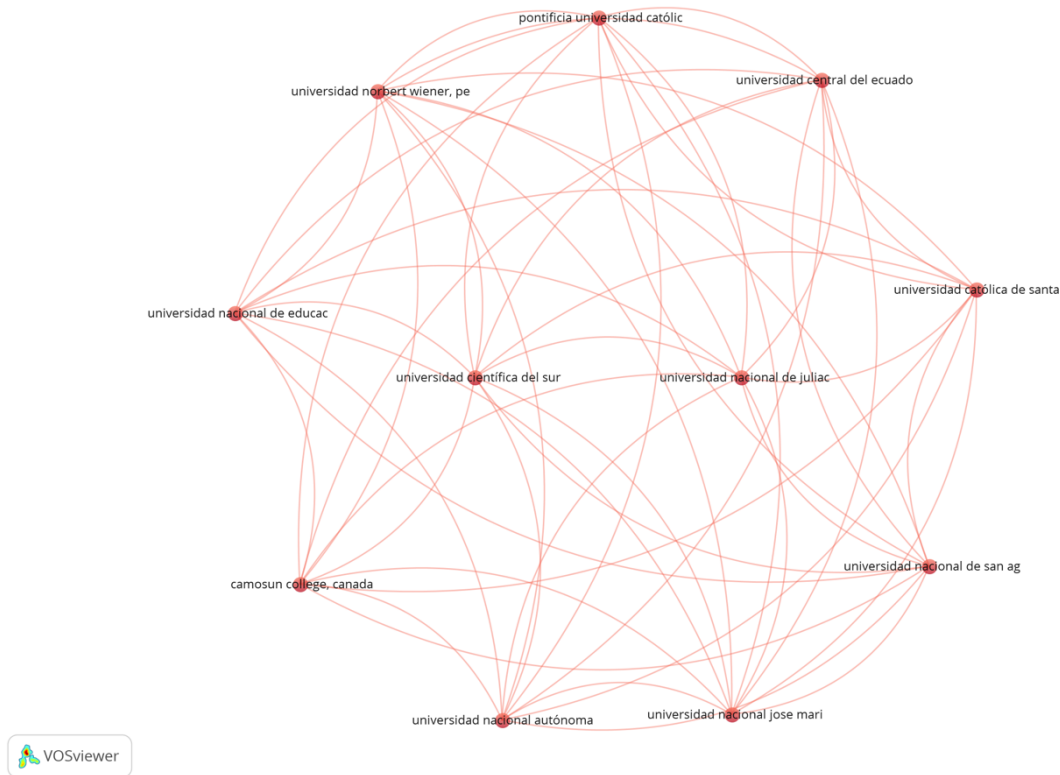 pontificia universidad católic
universidad central del ecuado
universidad norbert wiener, pe
universidad católica de santa
universidad nacional de educac
universidad científica del sur
universidad nacional de juliac
universidad nacional de san ag
camosun college, canada
universidad nacional jose mari
universidad nacional autónoma
VOSviewer